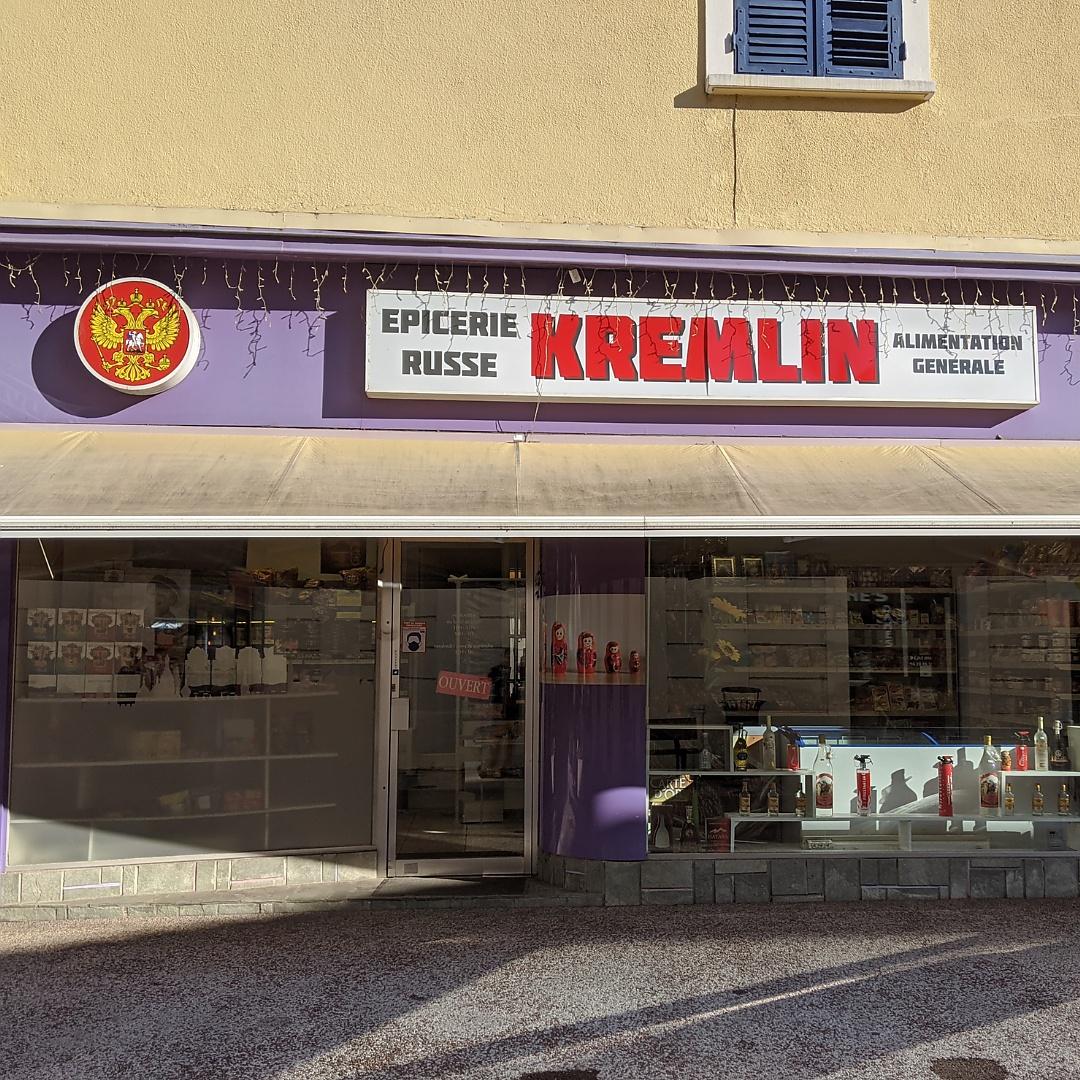 EPICERIE
RUSSE
KREMLIN
ALIMENTATION
GENERALE
OUVERT